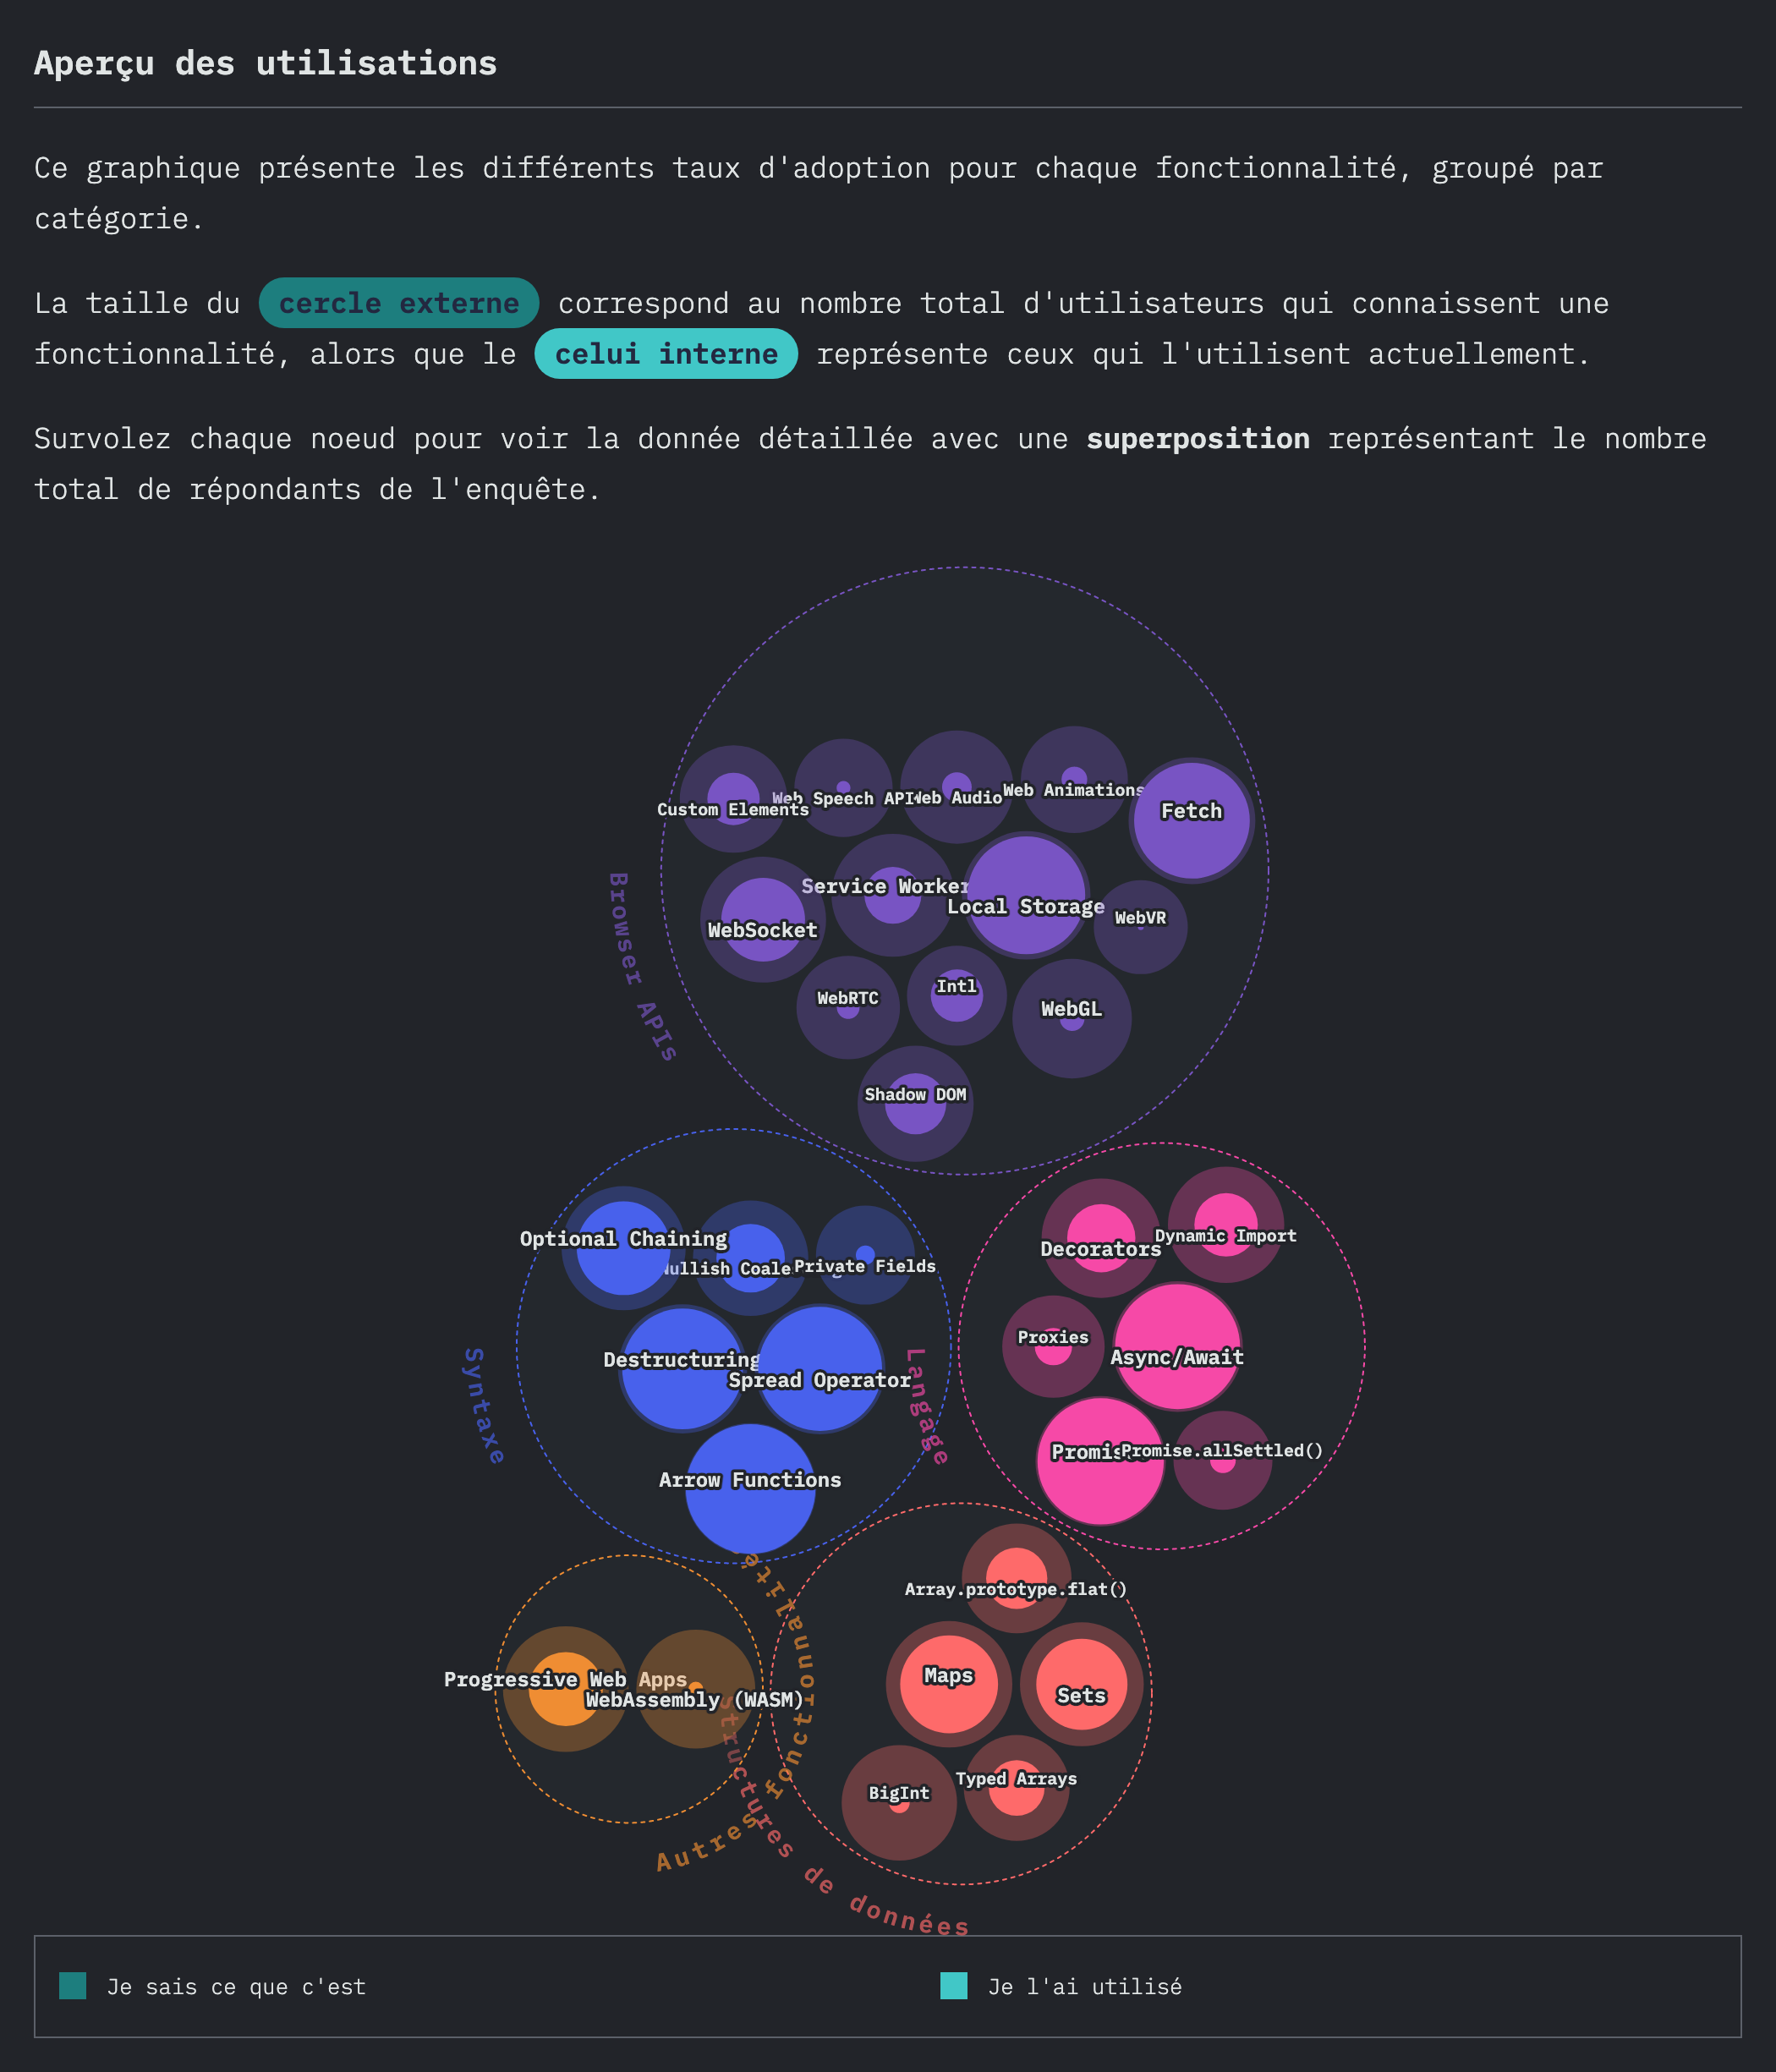 Aperçu des utilisations
Ce graphique présente les différents taux d'adoption pour chaque fonctionnalité, groupé par
catégorie.
La taille du cercle externe correspond au nombre total d'utilisateurs qui connaissent une
fonctionnalité, alors que le celui interne représente ceux qui l'utilisent actuellement.
Survolez chaque noeud pour voir la donnée détaillée avec une superposition représentant le nombre
total de répondants de l'enquête.
Browser APIs
Custom Elements
Web Speech API
Web Audio
Web Animations
Fetch
WebSocket
Service Worker
Local Storage
WebVR
WebRTC
Intl
WebGL
Shadow DOM
Syntaxe
Optional Chaining
Nullish Coale
Private Fields
Destructuring
Spread Operator
Arrow Functions
Langage
Decorators
Dynamic Import
Proxies
Async/Await
Promis
Promise.allSettled()
Autres fonctionnalité
Progressive Web Apps
WebAssembly (WASM)
Structures de données
Array.prototype.flat()
Maps
Sets
BigInt
Typed Arrays
Je sais ce que c'est
Je l'ai utilisé